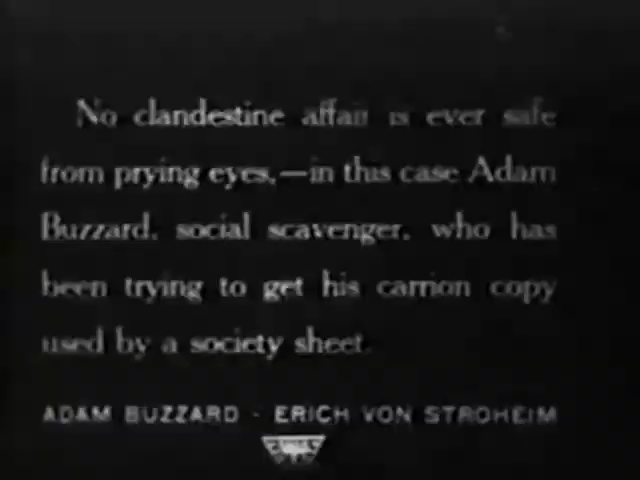 No clandestine affair is ever safe
from prying eyes,—in this case Adam
Buzzard, social scavenger, who has
been trying to get his carrion copy
used by a society sheet.
ADAM BUZZARD - ERICH VON STROHEIM